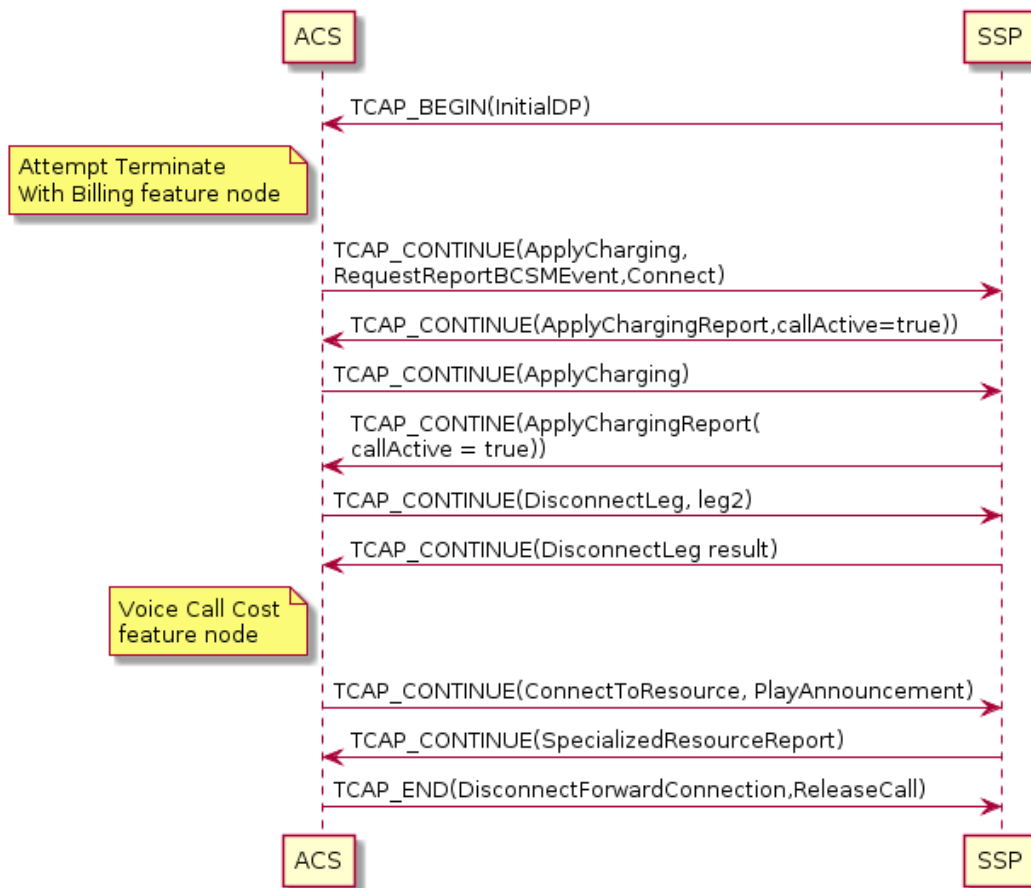 ACS
SSP
TCAP_BEGIN(InitialDP)
Attempt Terminate
With Billing feature node
TCAP_CONTINUE(ApplyCharging,
RequestReportBCSMEvent,Connect)
TCAP_CONTINUE(ApplyChargingReport,callActive=true))
TCAP_CONTINUE(ApplyCharging)
TCAP_CONTINE(ApplyChargingReport(
callActive = true))
TCAP_CONTINUE(DisconnectLeg, leg2)
TCAP_CONTINUE(DisconnectLeg result)
Voice Call Cost
feature node
TCAP_CONTINUE(ConnectToResource, PlayAnnouncement)
TCAP_CONTINUE(SpecializedResourceReport)
TCAP_END(DisconnectForwardConnection,ReleaseCall)
ACS
SSP